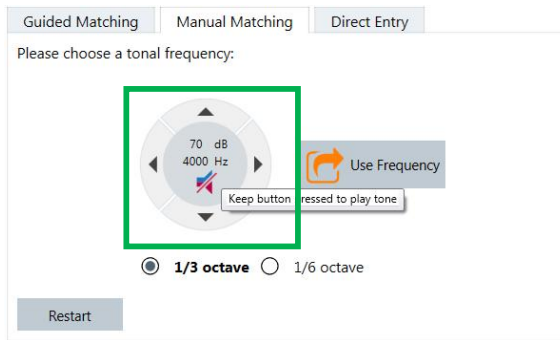 Guided Matching Manual Matching Direct Entry
Please choose a tonal frequency:
70 dB
4000 Hz
Use Frequency
Keep button pressed to play tone
1/3 octave 1/6 octave
Restart